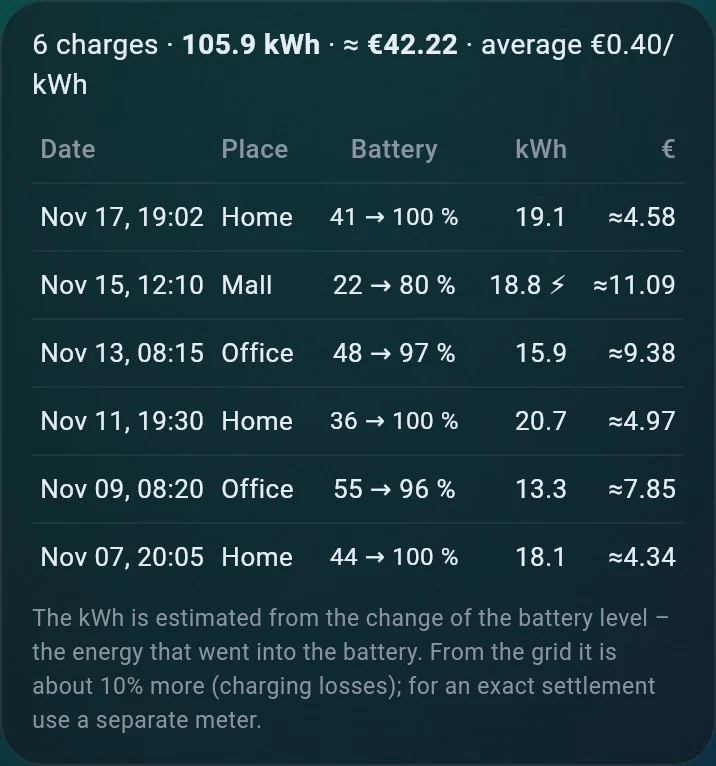 6 charges · 105.9 kWh · ≈ €42.22 · average €0.40/
kWh
Date Place Battery kWh €
Nov 17, 19:02 Home 41 → 100 % 19.1 ≈4.58
Nov 15, 12:10 Mall 22 → 80 % 18.8 ⚡ ≈11.09
Nov 13, 08:15 Office 48 → 97 % 15.9 ≈9.38
Nov 11, 19:30 Home 36 → 100 % 20.7 ≈4.97
Nov 09, 08:20 Office 55 → 96 % 13.3 ≈7.85
Nov 07, 20:05 Home 44 → 100 % 18.1 ≈4.34
The kWh is estimated from the change of the battery level –
the energy that went into the battery. From the grid it is
about 10% more (charging losses); for an exact settlement
use a separate meter.